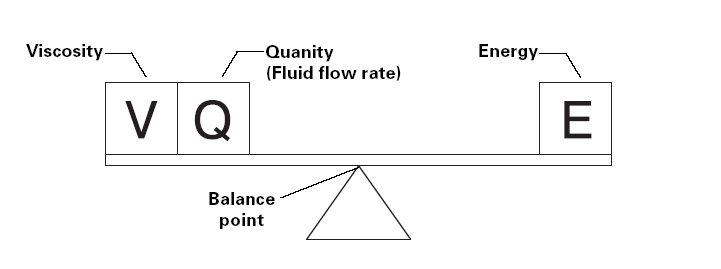 Viscosity
Quanity
(Fluid flow rate)
Energy
V
Q
E
Balance
point